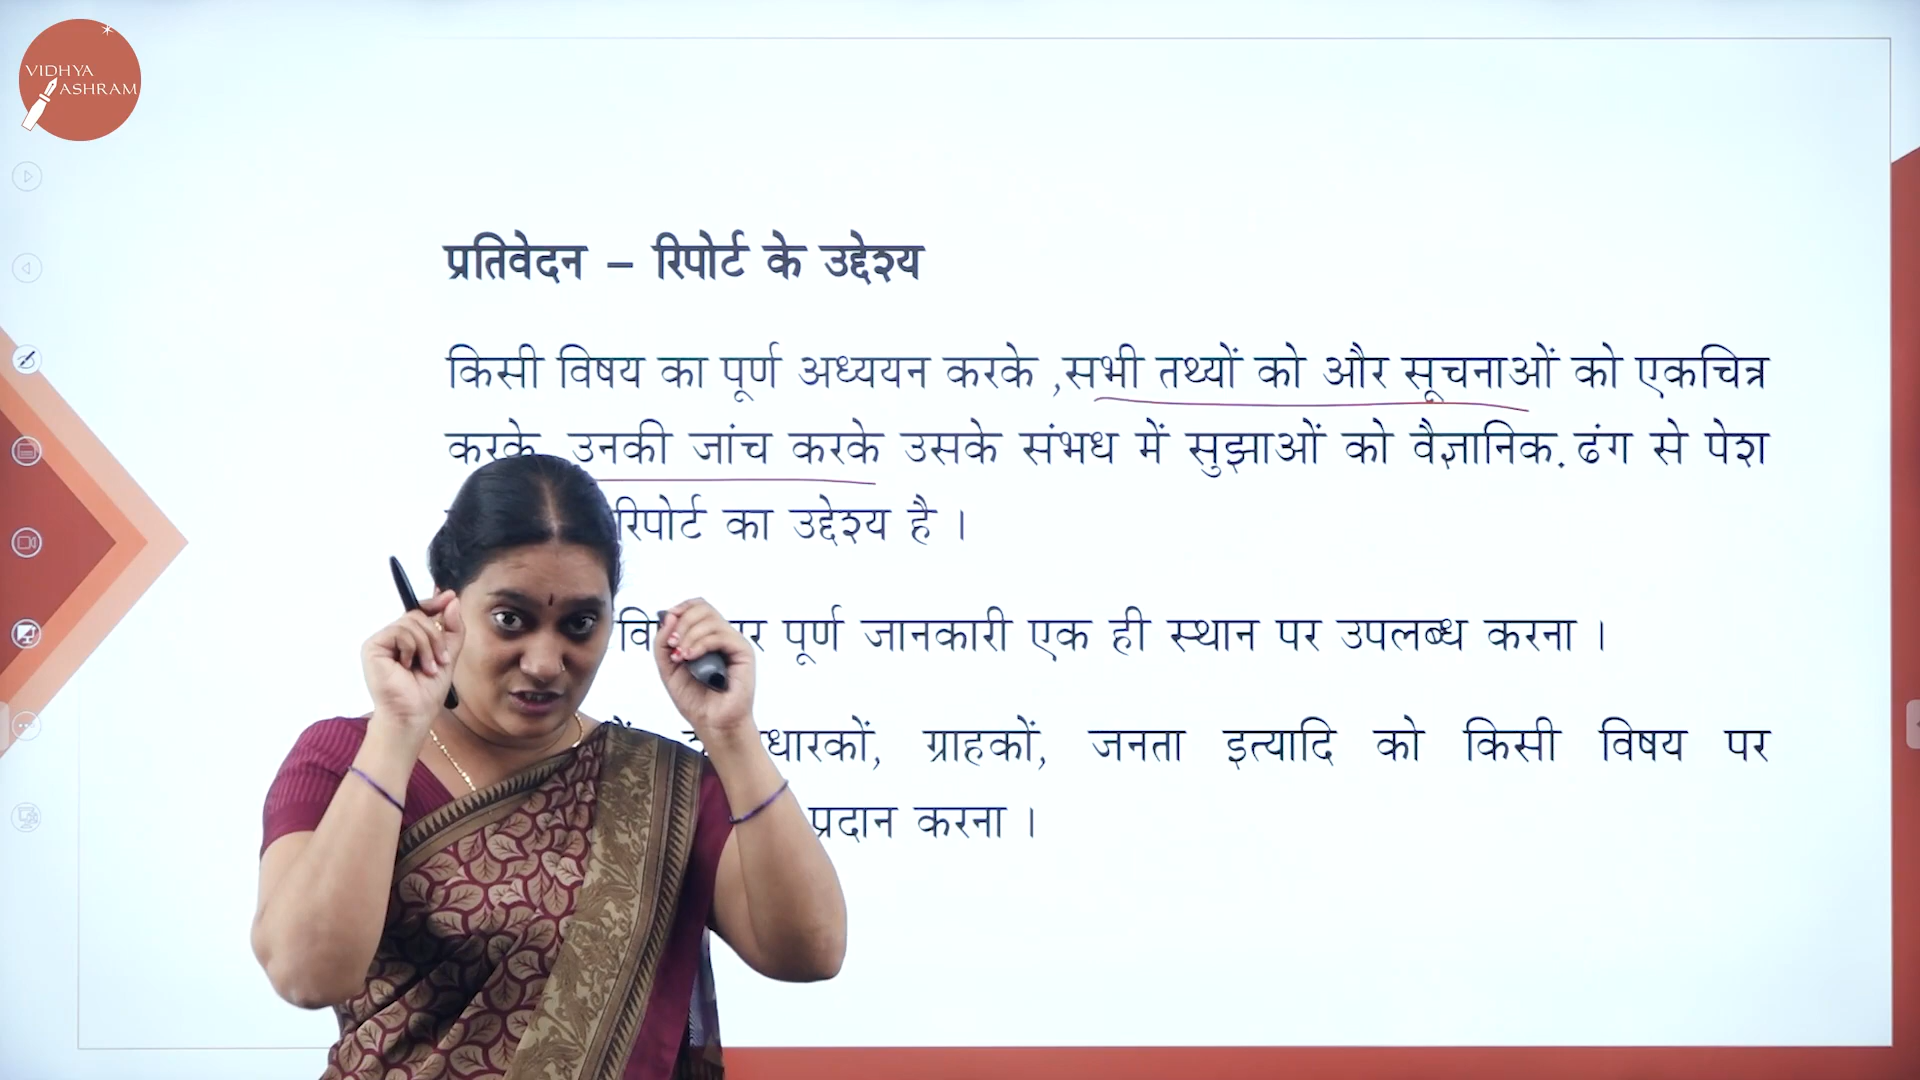 VIDHYA
ASHRAM
प्रतिवेदन – रिपोर्ट के उद्देश्य
किसी विषय का पूर्ण अध्ययन करके ,सभी तथ्यों को और सूचनाओं को एकचित्र
करके उनकी जांच करके उसके संभध में सुझाओं को वैज्ञानिक. ढंग से पेश
रिपोर्ट का उद्देश्य है ।
पूर्ण जानकारी एक ही स्थान पर उपलब्ध करना ।
ग्राहकों, जनता इत्यादि को किसी विषय पर
प्रदान करना ।